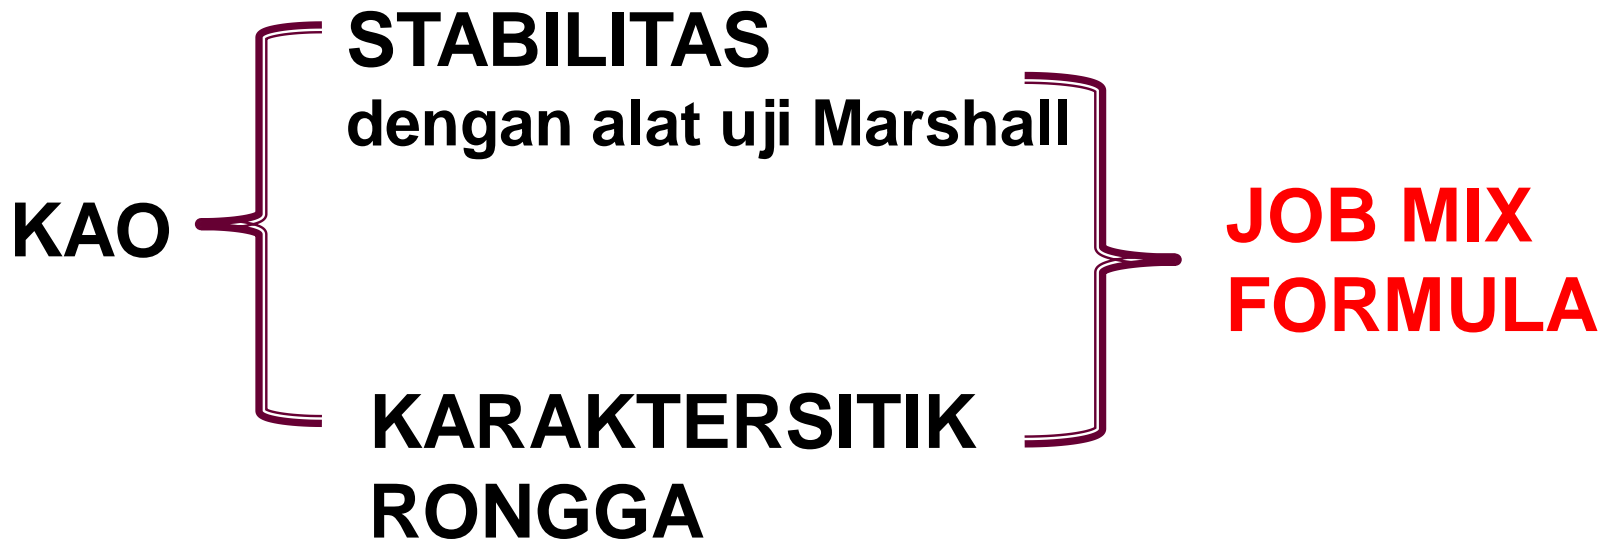 KAO
STABILITAS
dengan alat uji Marshall
KARAKTERSITIK
RONGGA
JOB MIX
FORMULA